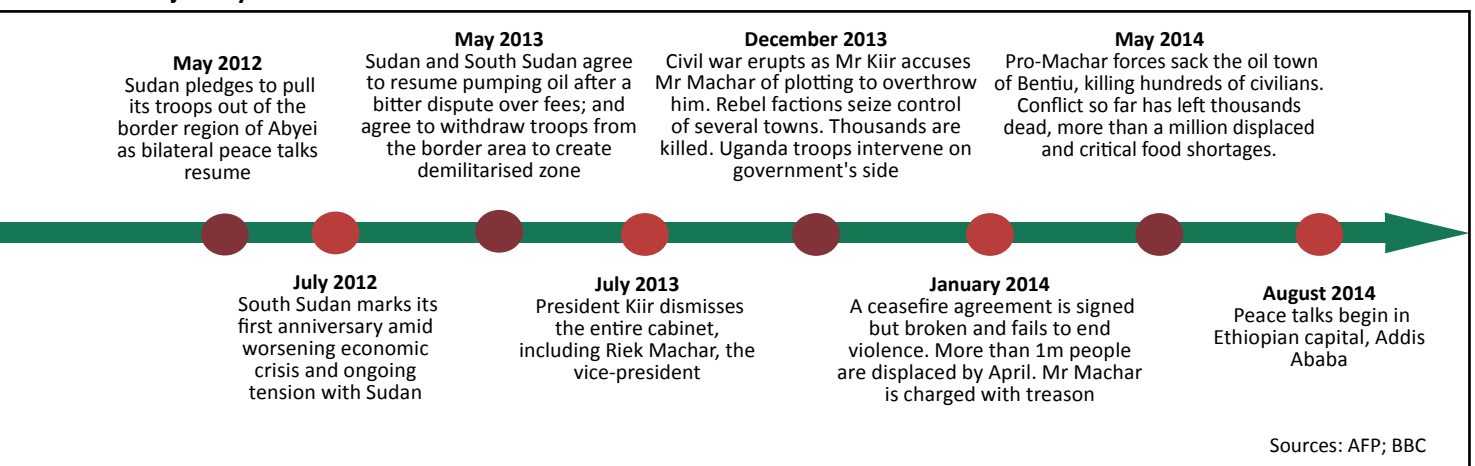 May 2012
Sudan pledges to pull
its troops out of the
border region of Abyei
as bilateral peace talks
resume
July 2012
South Sudan marks its
first anniversary amid
worsening economic
crisis and ongoing
tension with Sudan
May 2013
Sudan and South Sudan agree
to resume pumping oil after a
bitter dispute over fees; and
agree to withdraw troops from
the border area to create
demilitarised zone
July 2013
President Kiir dismisses
the entire cabinet,
including Riek Machar, the
vice-president
December 2013
Civil war erupts as Mr Kiir accuses
Mr Machar of plotting to overthrow
him. Rebel factions seize control
of several towns. Thousands are
killed. Uganda troops intervene on
government's side
January 2014
A ceasefire agreement is signed
but broken and fails to end
violence. More than 1m people
are displaced by April. Mr Machar
is charged with treason
May 2014
Pro-Machar forces sack the oil town
of Bentiu, killing hundreds of civilians.
Conflict so far has left thousands
dead, more than a million displaced
and critical food shortages.
August 2014
Peace talks begin in
Ethiopian capital, Addis
Ababa
Sources: AFP; BBC